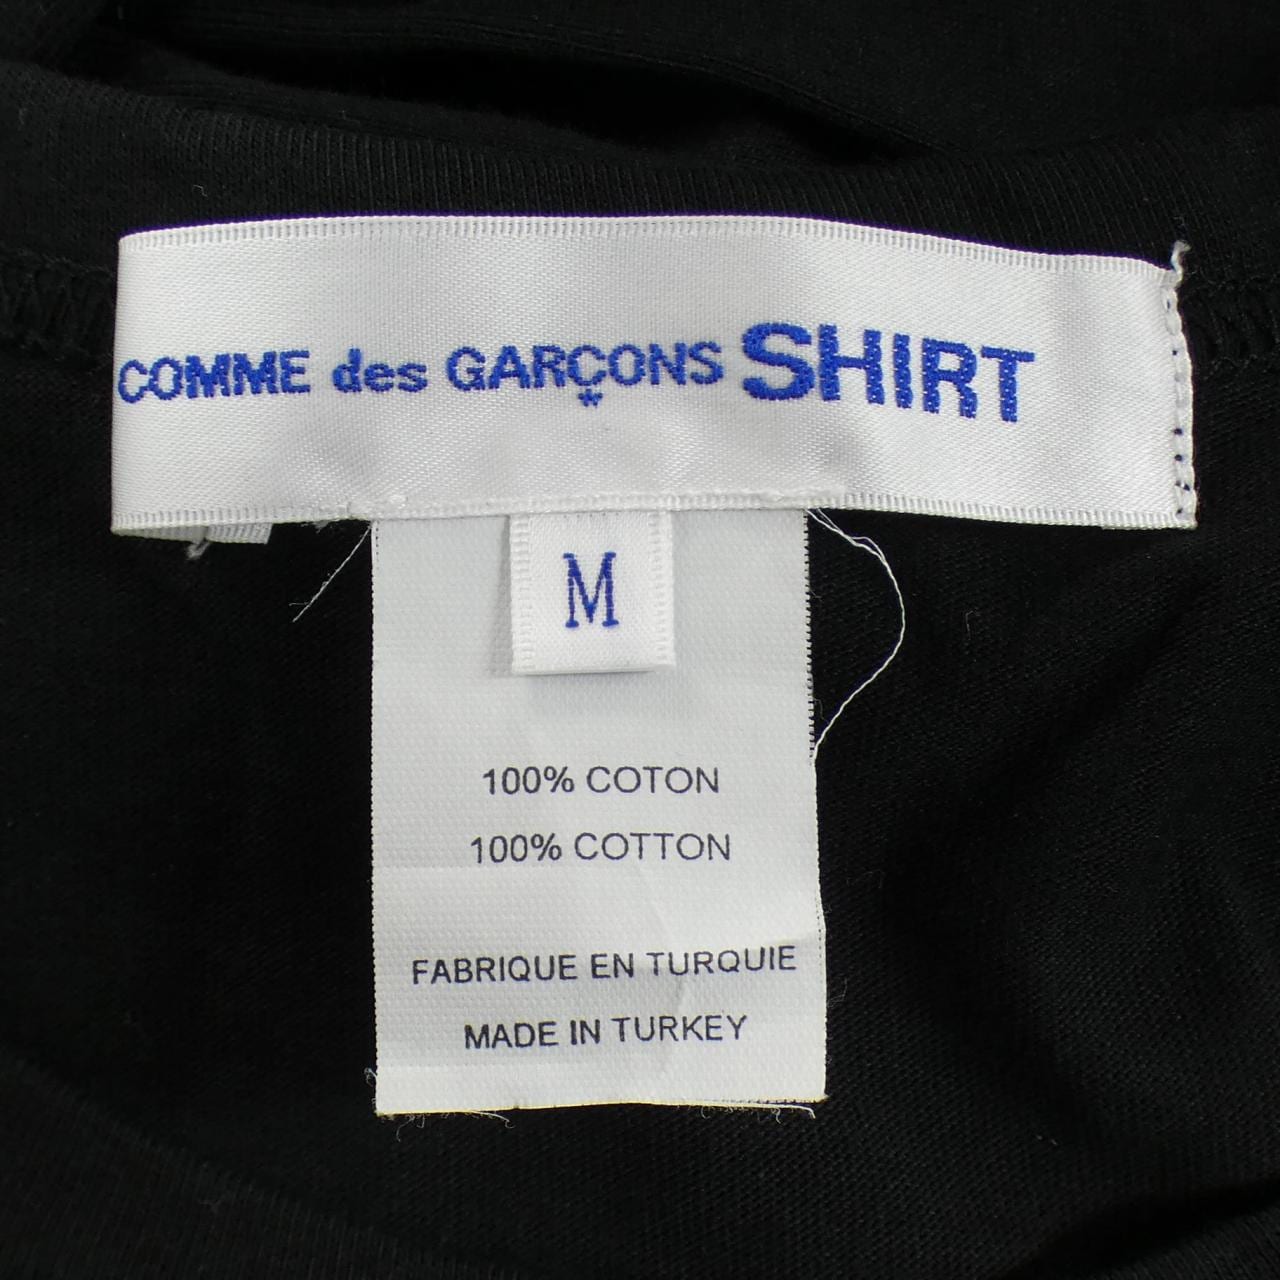 COMME des GARÇONS SHIRT
*
M
100% COTON
100% COTTON
FABRIQUE EN TURQUIE
MADE IN TURKEY